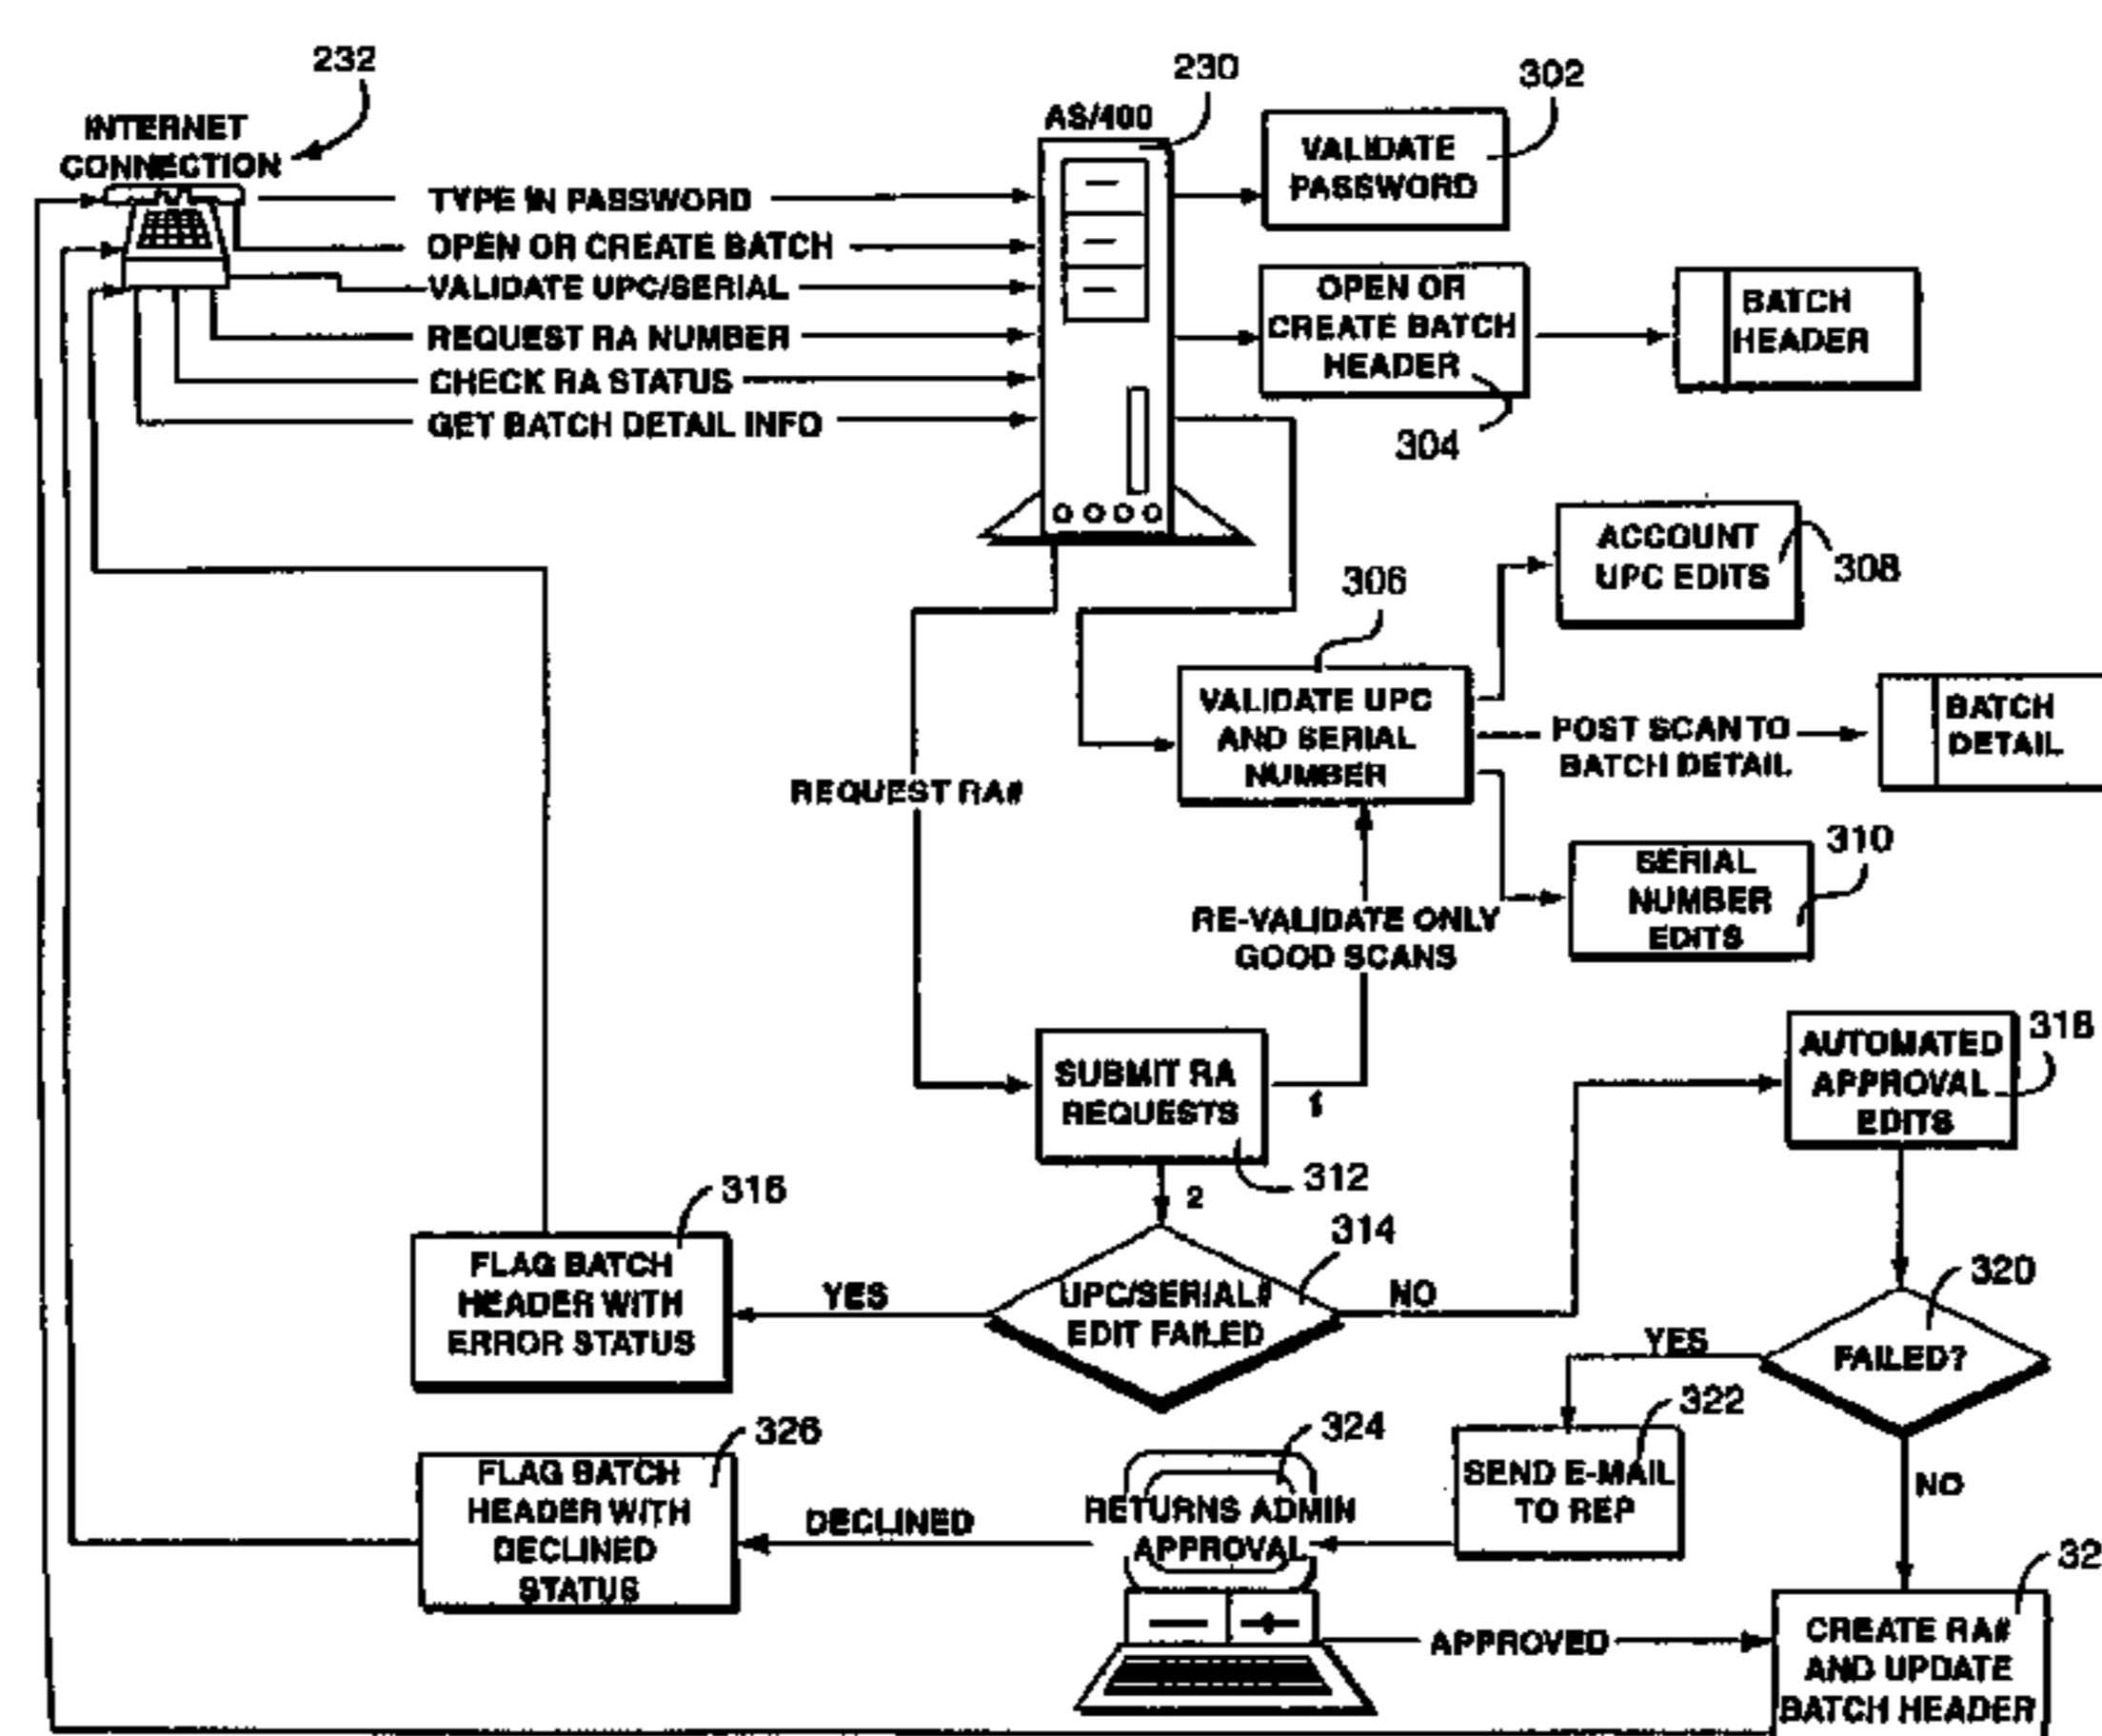 232
INTERNET
CONNECTION
230
AS/400
302
VALIDATE
PASSWORD
TYPE IN PASSWORD
OPEN OR CREATE BATCH
VALIDATE UPC/SERIAL
REQUEST RA NUMBER
CHECK RA STATUS
GET BATCH DETAIL INFO
OPEN OR
CREATE BATCH
HEADER
304
BATCH
HEADER
ACCOUNT
UPC EDITS
308
306
VALIDATE UPC
AND SERIAL
NUMBER
POST SCAN TO
BATCH DETAIL
BATCH
DETAIL
REQUEST RA#
310
SERIAL
NUMBER
EDITS
RE-VALIDATE ONLY
GOOD SCANS
SUBMIT RA
REQUESTS
1
312
2
318
AUTOMATED
APPROVAL
EDITS
316
FLAG BATCH
HEADER WITH
ERROR STATUS
YES
314
UPC/SERIAL#
EDIT FAILED
NO
320
FAILED?
YES
NO
322
SEND E-MAIL
TO REP
324
RETURNS ADMIN
APPROVAL
DECLINED
326
FLAG BATCH
HEADER WITH
DECLINED
STATUS
APPROVED
32
CREATE RA#
AND UPDATE
BATCH HEADER